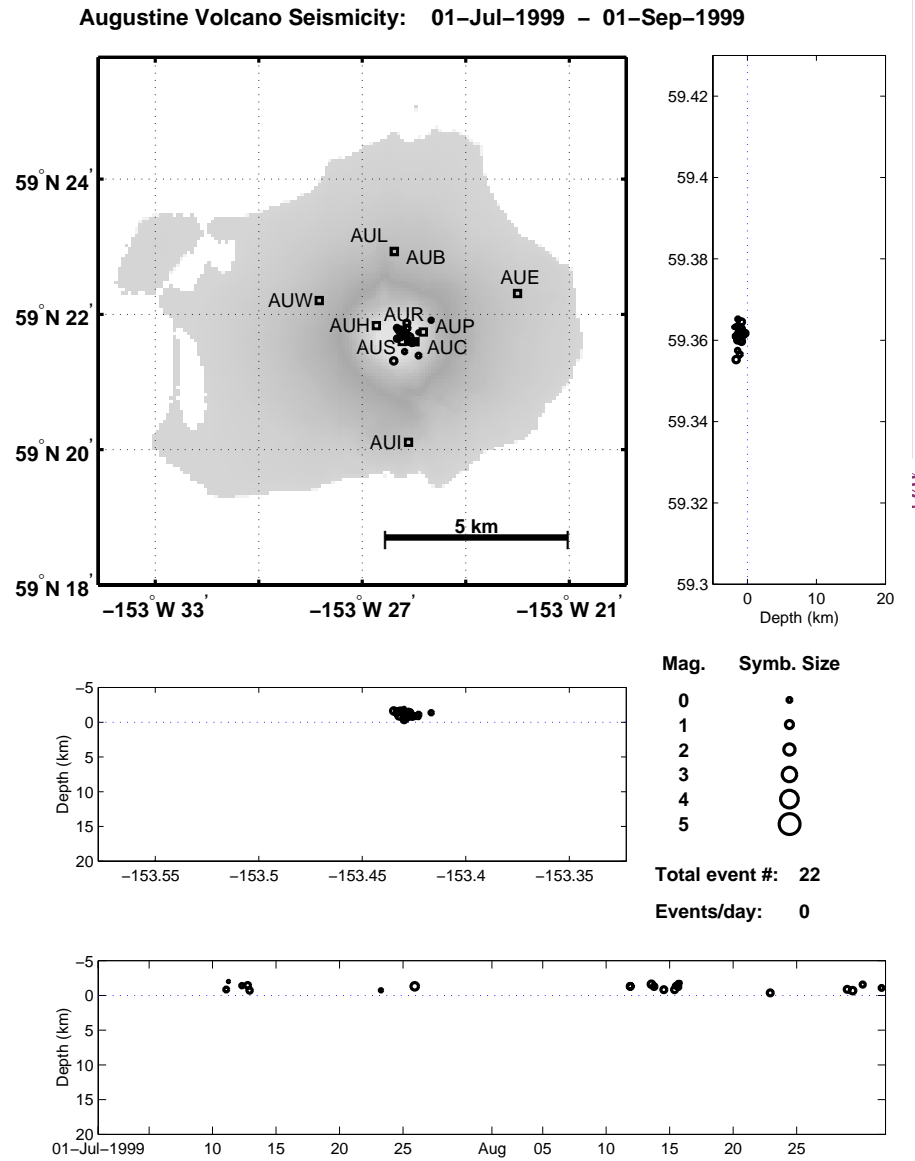 Augustine Volcano Seismicity: 01−Jul−1999 − 01−Sep−1999
59°N 24'
59°N 22'
59°N 20'
59°N 18'
AUL
AUB
AUE
AUW
AUR
AUH
AUP
AUS
AUC
AUI
5 km
−153°W 33'
−153°W 27'
−153°W 21'
59.42
59.4
59.38
59.36
59.34
59.32
59.3
0 10 20
Depth (km)
Mag. Symb. Size
0
1
2
3
4
5
Total event #: 22
Events/day: 0
−5
0
5
10
15
20
Depth (km)
−153.55 −153.5 −153.45 −153.4 −153.35
−5
0
5
10
15
20
Depth (km)
01−Jul−1999 10 15 20 25 Aug 05 10 15 20 25